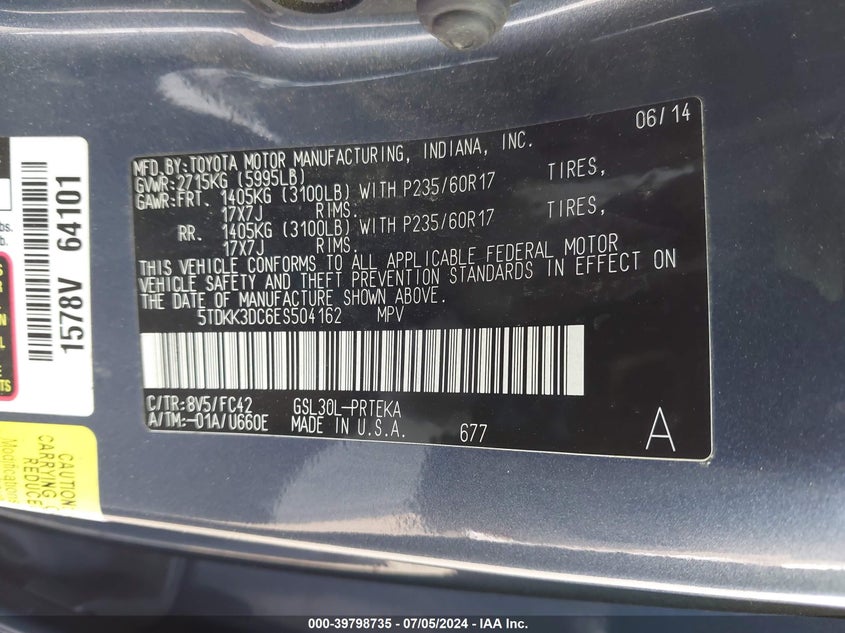 06/14
MFD.BY:TOYOTA MOTOR MANUFACTURING, INDIANA, INC.
GVWR:2715KG (5995LB)
GAWR:FRT. 1405KG (3100LB) WITH P235/60R17 TIRES,
17X7J RIMS.
RR. 1405KG (3100LB) WITH P235/60R17 TIRES,
17X7J RIMS.
THIS VEHICLE CONFORMS TO ALL APPLICABLE FEDERAL MOTOR
VEHICLE SAFETY AND THEFT PREVENTION STANDARDS IN EFFECT ON
THE DATE OF MANUFACTURE SHOWN ABOVE.
5TDKK3DC6ES504162 MPV
C/TR:8V5/FC42 GSL30L-PRTEKA
A/TM:-01A/U660E MADE IN U.S.A. 677
A
1578V 64101
CAUTION:
CARRYING
REDUCE
Modifications
000-39798735 - 07/05/2024 - IAA Inc.